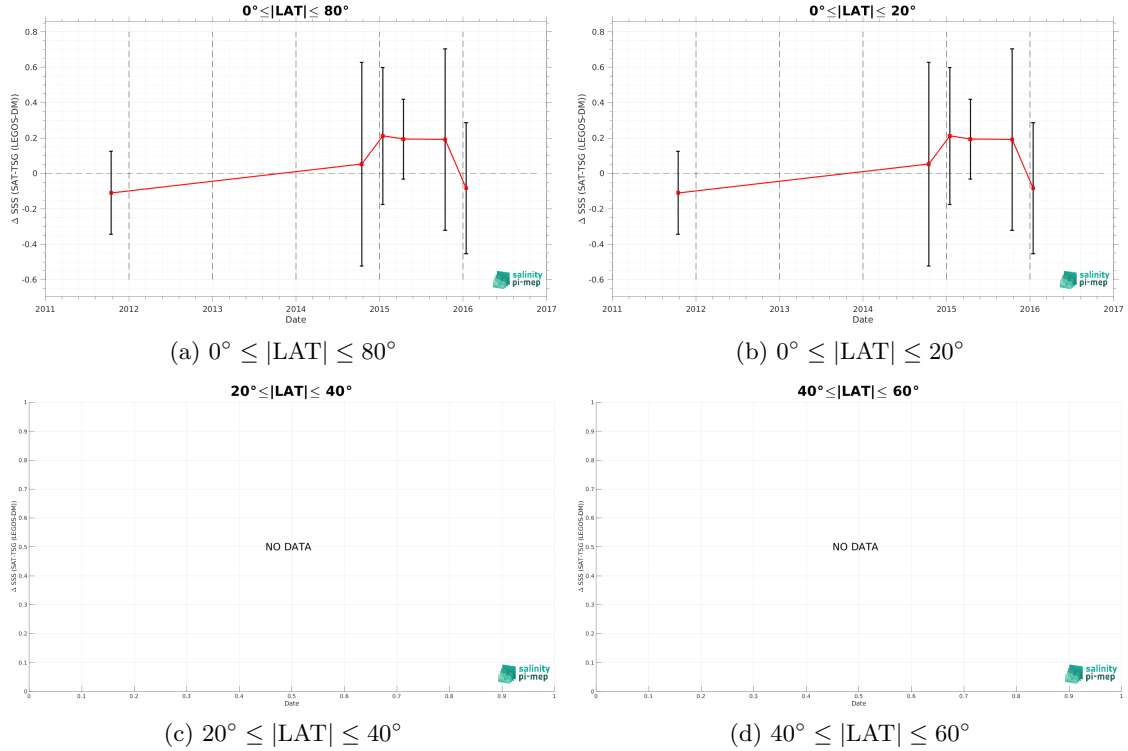 0°≤|LAT|≤ 80°
0.8
0.6
0.4
0.2
0
-0.2
-0.4
-0.6
Δ SSS (SAT-TSG (LEGOS-DM))
2011 2012 2013 2014 2015 2016 2017
Date
salinity
pi-mep
(a) 0° ≤ |LAT| ≤ 80°
0°≤|LAT|≤ 20°
0.8
0.6
0.4
0.2
0
-0.2
-0.4
-0.6
Δ SSS (SAT-TSG (LEGOS-DM))
2011 2012 2013 2014 2015 2016 2017
Date
salinity
pi-mep
(b) 0° ≤ |LAT| ≤ 20°
20°≤|LAT|≤ 40°
1
0.9
0.8
0.7
0.6
0.5
0.4
0.3
0.2
0.1
0
Δ SSS (SAT-TSG (LEGOS-DM))
NO DATA
0 0.1 0.2 0.3 0.4 0.5 0.6 0.7 0.8 0.9 1
Date
salinity
pi-mep
(c) 20° ≤ |LAT| ≤ 40°
40°≤|LAT|≤ 60°
1
0.9
0.8
0.7
0.6
0.5
0.4
0.3
0.2
0.1
0
Δ SSS (SAT-TSG (LEGOS-DM))
NO DATA
0 0.1 0.2 0.3 0.4 0.5 0.6 0.7 0.8 0.9 1
Date
salinity
pi-mep
(d) 40° ≤ |LAT| ≤ 60°